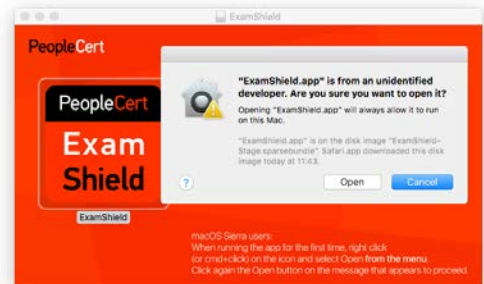 ExamShield
PeopleCert
"ExamShield.app" is from an unidentified
developer. Are you sure you want to open it?
Opening "ExamShield.app" will always allow it to run
on this Mac.
"ExamShield.app" is on the disk image "ExamShield-
Stage.sparsebundle". Safari.app downloaded this disk
image today at 11:43.
?
Open
Cancel
PeopleCert
Exam
Shield
ExamShield
macOS Sierra users:
When running the app for the first time, right click
(or cmd+click) on the icon and select Open from the menu.
Click again the Open button on the message that appears to proceed.